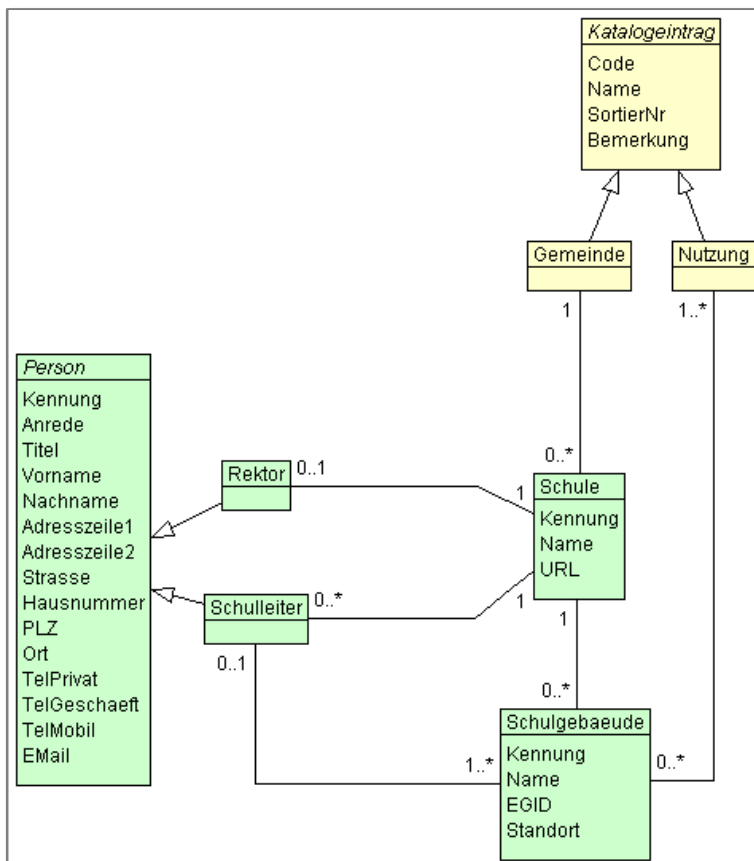 Katalogeintrag
Code
Name
SortierNr
Bemerkung
Gemeinde
Nutzung
1
1..*
Person
Kennung
Anrede
Titel
Vorname
Nachname
Adresszeile1
Adresszeile2
Strasse
Hausnummer
PLZ
Ort
TelPrivat
TelGeschaeft
TelMobil
EMail
Rektor
0..1
1
0..*
Schule
Kennung
Name
URL
Schulleiter
0..*
1
1
0..1
0..*
1..*
Schulgebaeude
Kennung
Name
EGID
Standort
0..*